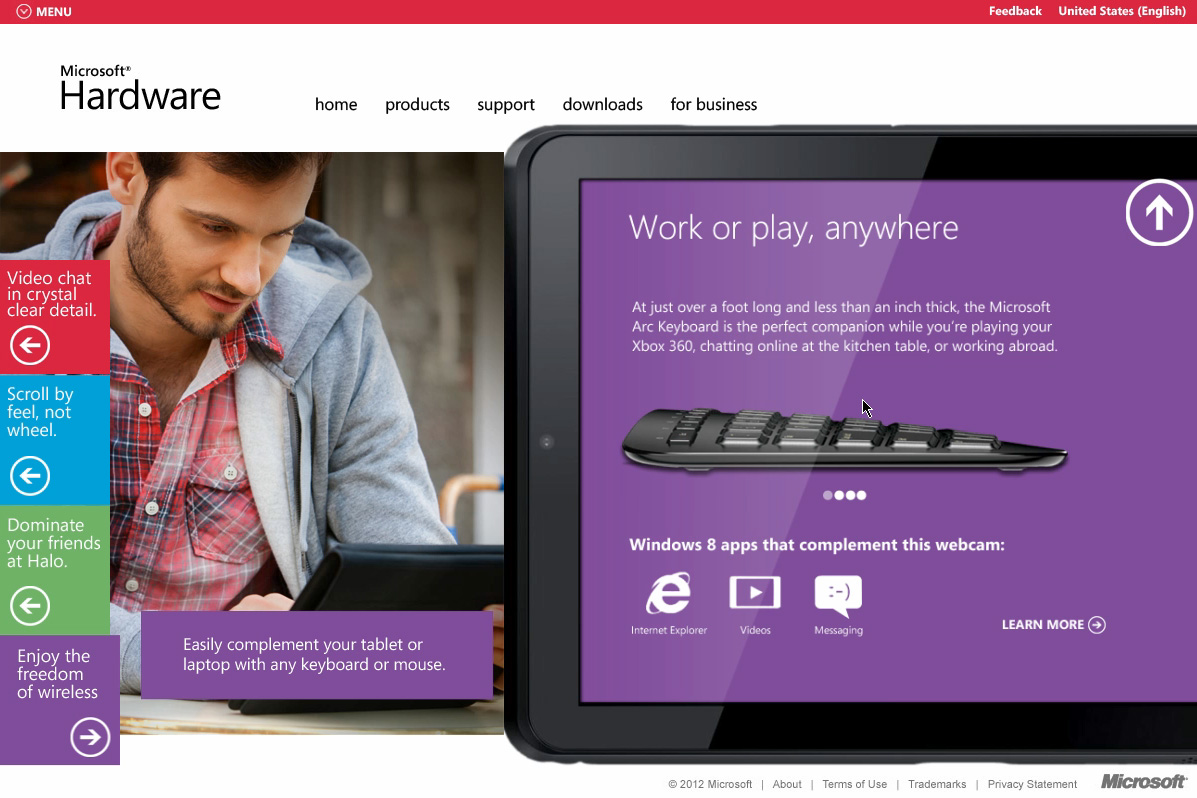 MENU
Feedback
United States (English)
Microsoft®
Hardware
home
products
support
downloads
for business
Video chat
in crystal
clear detail.
Scroll by
feel, not
wheel.
Dominate
your friends
at Halo.
Enjoy the
freedom
of wireless
Easily complement your tablet or
laptop with any keyboard or mouse.
Work or play, anywhere
At just over a foot long and less than an inch thick, the Microsoft
Arc Keyboard is the perfect companion while you're playing your
Xbox 360, chatting online at the kitchen table, or working abroad.
Windows 8 apps that complement this webcam:
Internet Explorer
Videos
:-)
Messaging
LEARN MORE
© 2012 Microsoft | About | Terms of Use | Trademarks | Privacy Statement
Microsoft